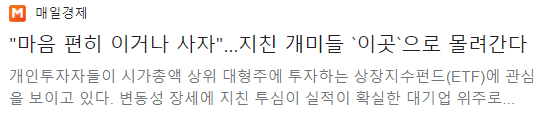 M 매일경제
"마음 편히 이거나 사자"...지친 개미들 `이곳`으로 몰려간다
개인투자자들이 시가총액 상위 대형주에 투자하는 상장지수펀드(ETF)에 관심
을 보이고 있다. 변동성 장세에 지친 투심이 실적이 확실한 대기업 위주로...